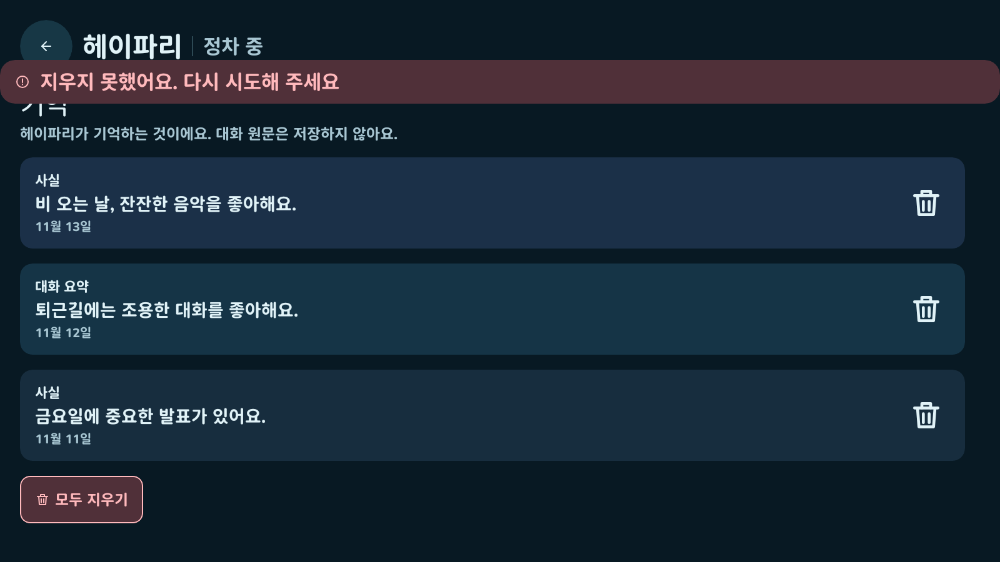 헤이파리 정차 중
지우지 못했어요. 다시 시도해 주세요
기억
헤이파리가 기억하는 것이에요. 대화 원문은 저장하지 않아요.
사실
비 오는 날, 잔잔한 음악을 좋아해요.
11월 13일
대화 요약
퇴근길에는 조용한 대화를 좋아해요.
11월 12일
사실
금요일에 중요한 발표가 있어요.
11월 11일
모두 지우기